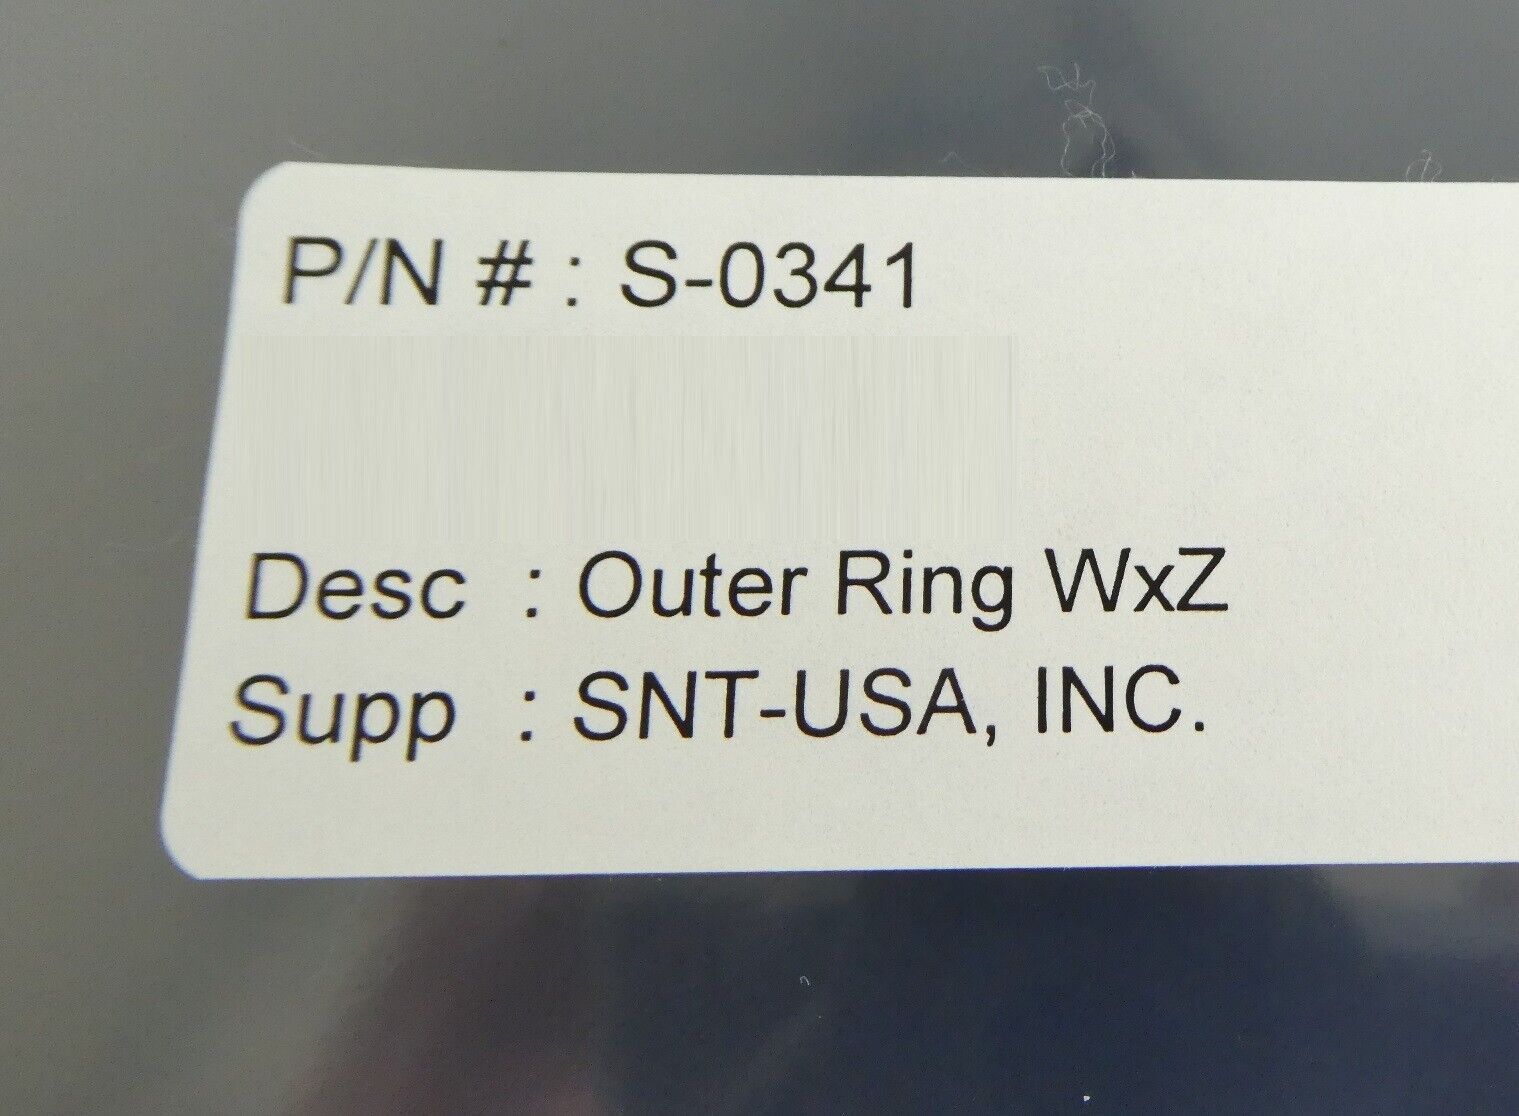 P/N # : S-0341
Desc : Outer Ring WxZ
Supp : SNT-USA, INC.